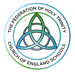 THE FEDERATION OF HOLY TRINITY
CHURCH OF ENGLAND SCHOOLS